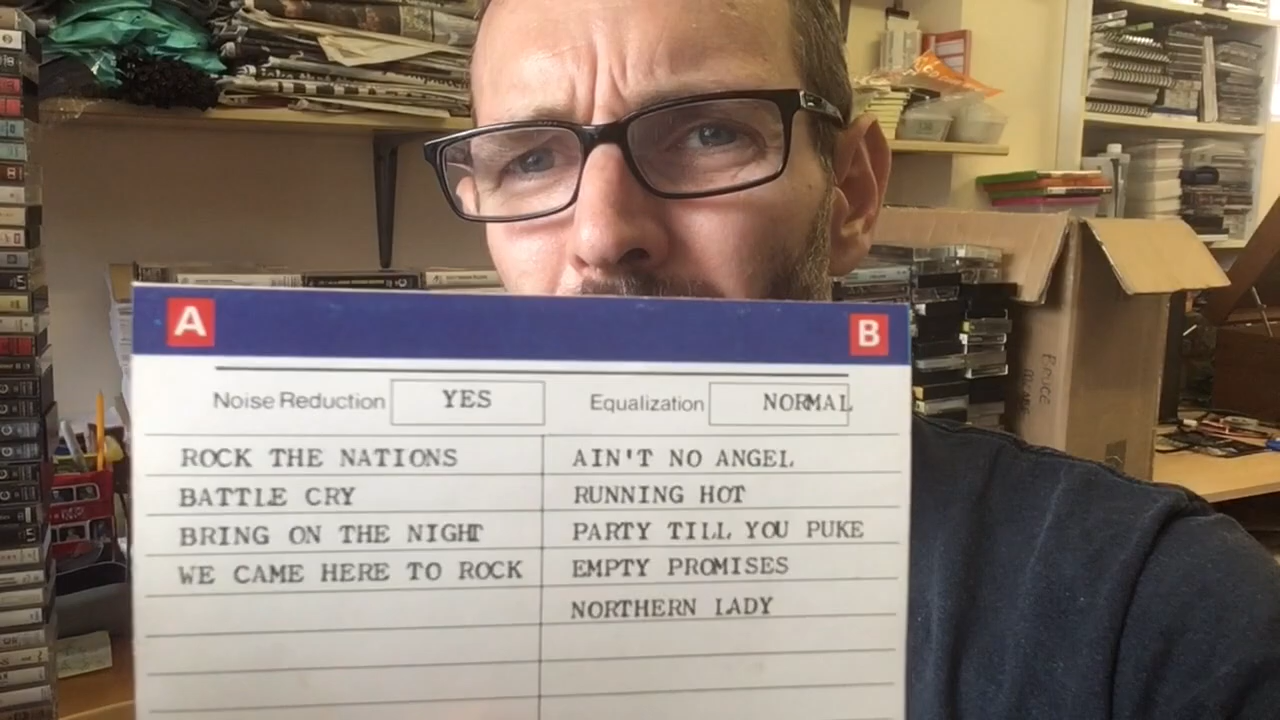 A
B
Noise Reduction YES Equalization NORMAL
ROCK THE NATIONS
BATTLE CRY
BRING ON THE NIGHT
WE CAME HERE TO ROCK
AIN'T NO ANGEL
RUNNING HOT
PARTY TILL YOU PUKE
EMPTY PROMISES
NORTHERN LADY
BRUCE